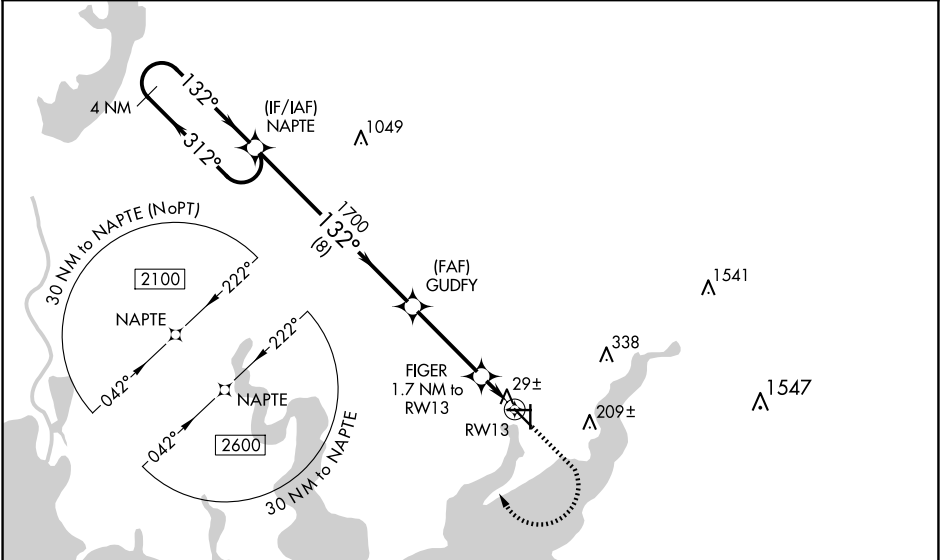 132°
4 NM
312°
(IF/IAF)
NAPTE
1049
1700
132°
(8)
30 NM to NAPTE (NoPT)
2100
222°
NAPTE
042°
(FAF)
GUDFY
1541
222°
NAPTE
042°
2600
30 NM to NAPTE
338
FIGER
1.7 NM to
RW13
29±
RW13
209±
1547